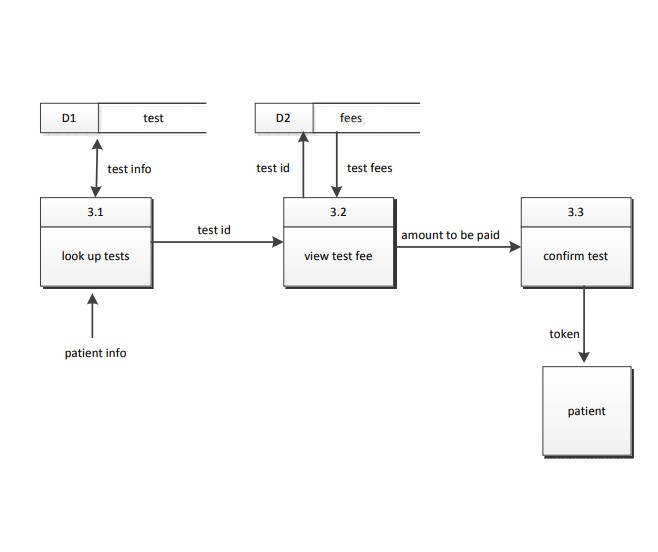 D1
test
D2
fees
test info
test id
test fees
3.1
look up tests
test id
3.2
view test fee
amount to be paid
3.3
confirm test
patient info
token
patient